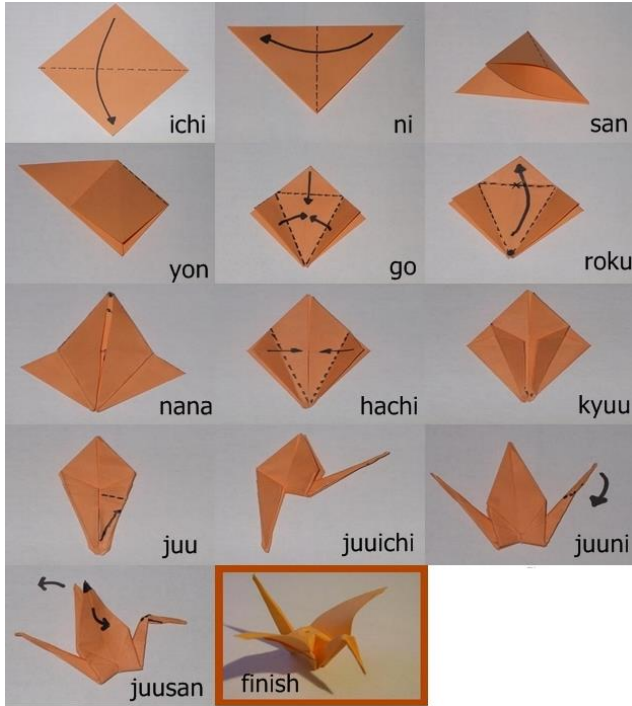 ichi
ni
san
yon
go
roku
nana
hachi
kyuu
juu
juuichi
juuni
juusan
finish